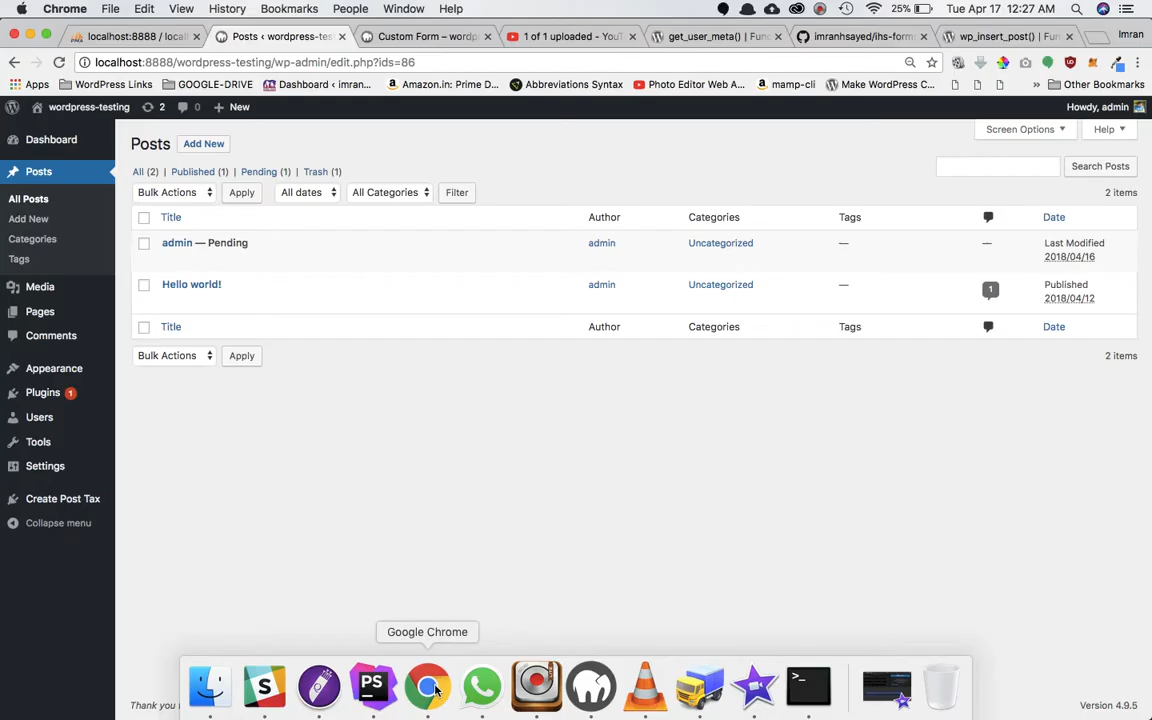 Chrome File Edit View History Bookmarks People Window Help 25% Tue Apr 17 12:27 AM
localhost:8888 / locall Posts ‹ wordpress-tes Custom Form – wordp 1 of 1 uploaded - You get_user_meta() | Func imranhsayed/ihs-form wp_insert_post() | Fun Imran
localhost:8888/wordpress-testing/wp-admin/edit.php?ids=86
Apps WordPress Links GOOGLE-DRIVE Dashboard ‹ imran... Amazon.in: Prime D... Abbreviations Syntax Photo Editor Web A... mamp-cli Make WordPress C... » Other Bookmarks
wordpress-testing 2 0 + New Howdy, admin
Dashboard
Posts
All Posts
Add New
Categories
Tags
Media
Pages
Comments
Appearance
Plugins 1
Users
Tools
Settings
Create Post Tax
Collapse menu
Posts Add New
Screen Options Help
All (2) | Published (1) | Pending (1) | Trash (1)
Search Posts
Bulk Actions Apply All dates All Categories Filter 2 items
Title Author Categories Tags Date
admin — Pending admin Uncategorized — — Last Modified
2018/04/16
Hello world! admin Uncategorized — 1 Published
2018/04/12
Title Author Categories Tags Date
Bulk Actions Apply 2 items
Google Chrome
S PS >_
Thank you
Version 4.9.5